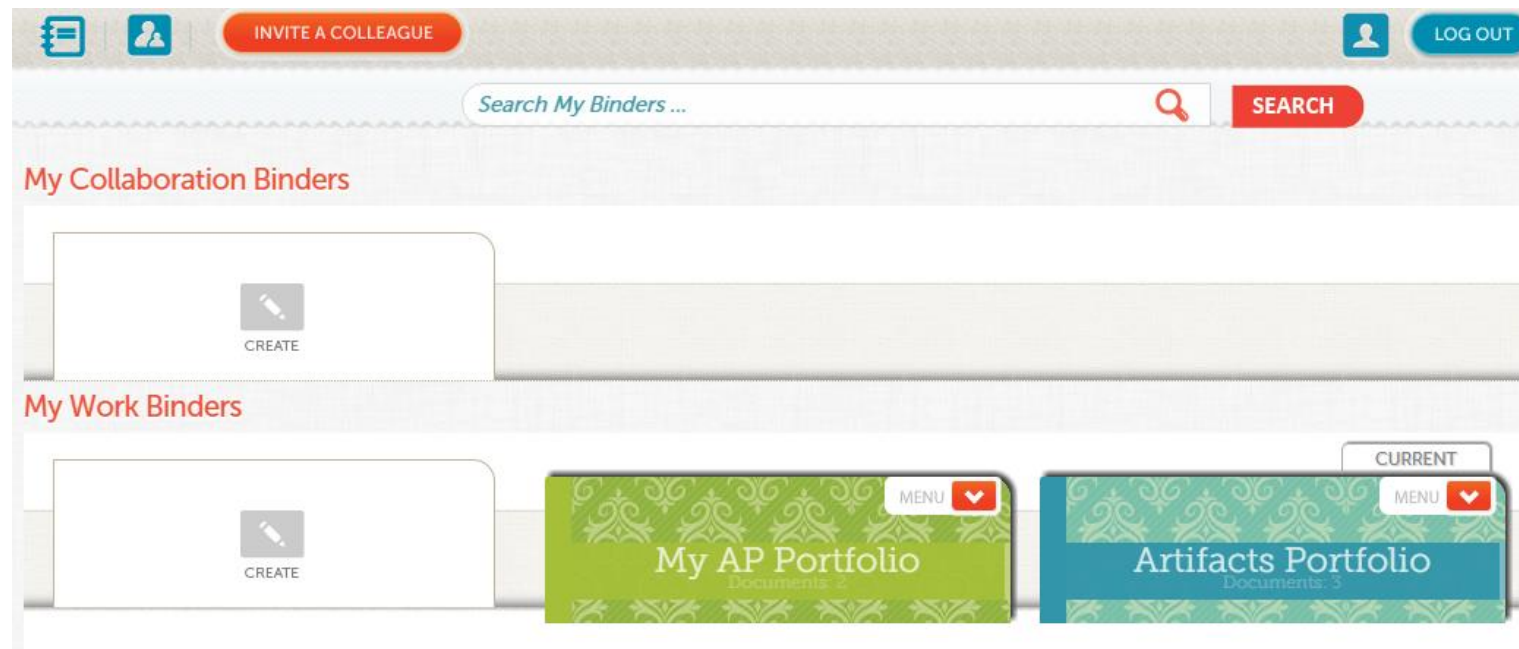 INVITE A COLLEAGUE
LOG OUT
Search My Binders ...
SEARCH
My Collaboration Binders
CREATE
My Work Binders
CURRENT
CREATE
MENU
My AP Portfolio
Documents: 2
MENU
Artifacts Portfolio
Documents: 3